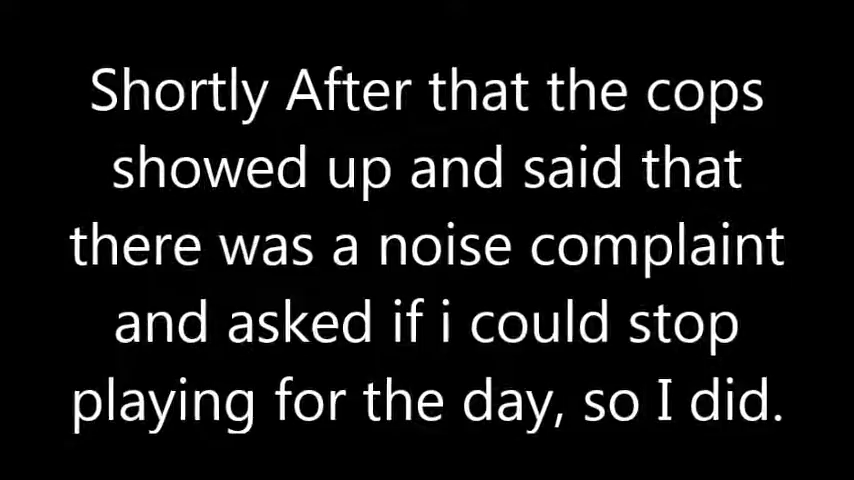 Shortly After that the cops
showed up and said that
there was a noise complaint
and asked if i could stop
playing for the day, so I did.